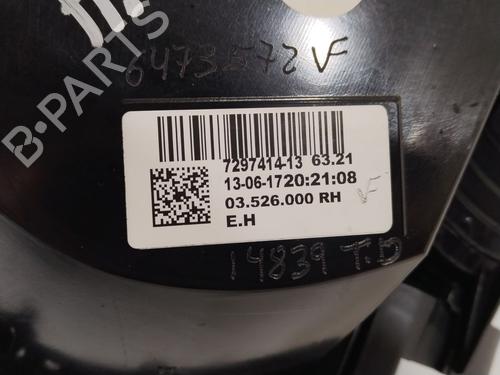 6473572 VF
7297414-13 63.21
13-06-17 20:21:08
03.526.000 RH
VF
E.H
14839 T.D
B-PARTS